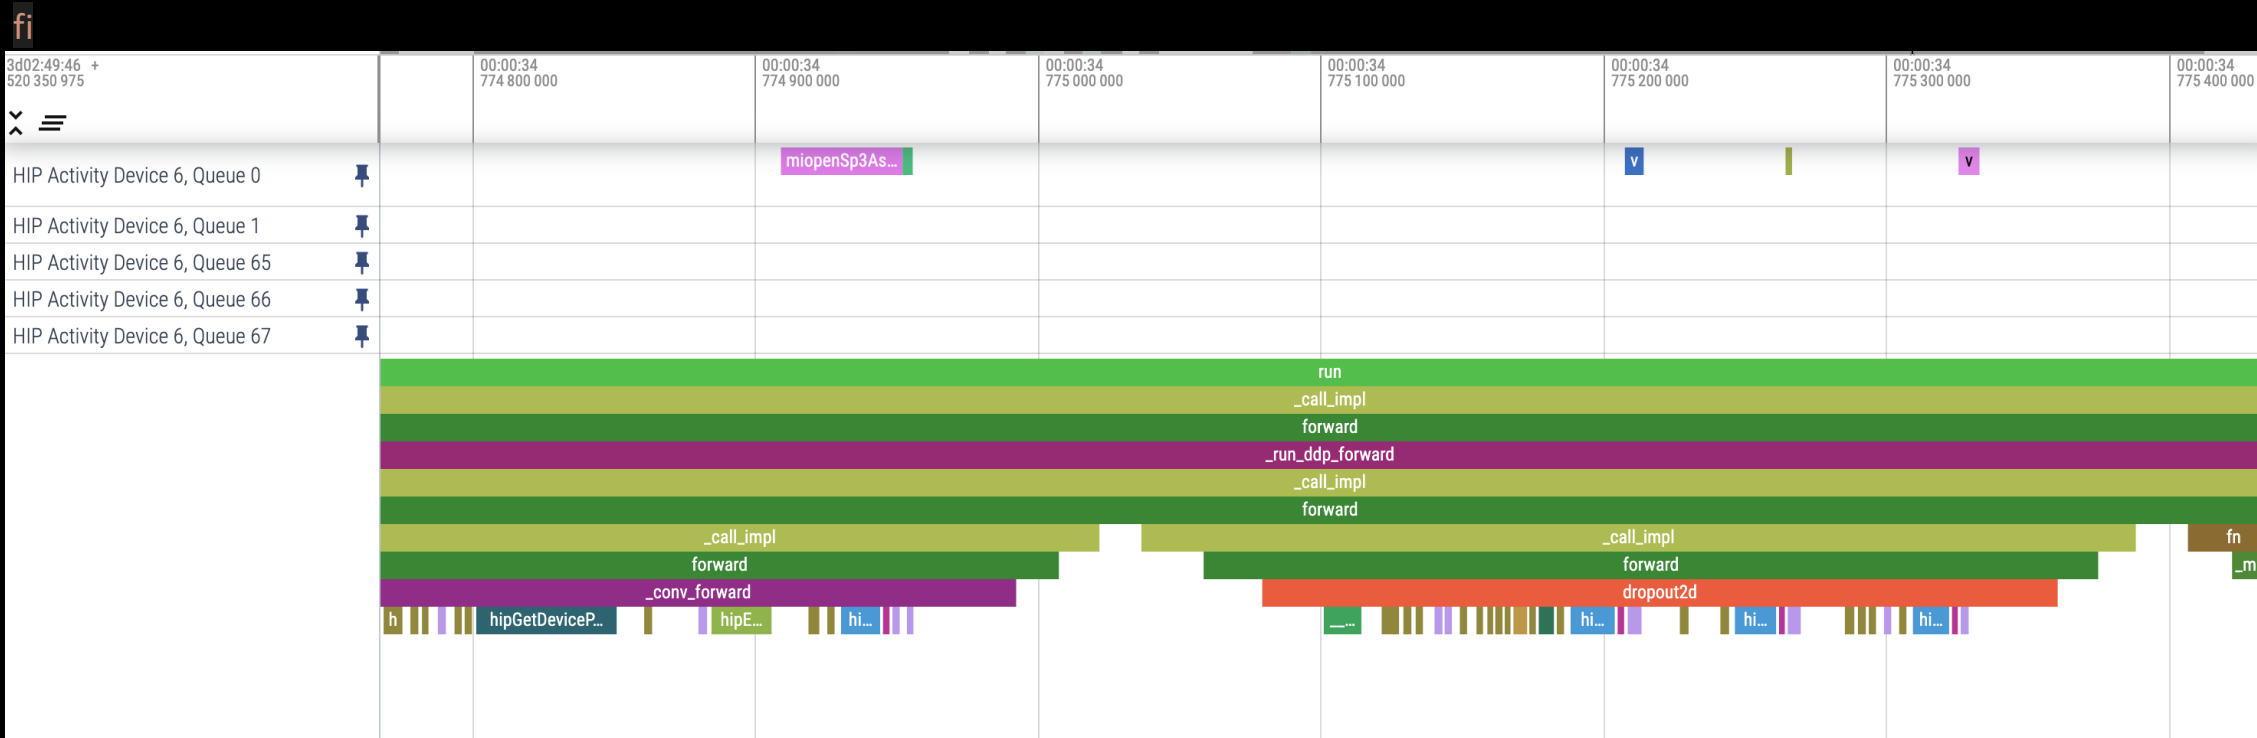 fi
3d02:49:46 +
520 350 975
00:00:34
774 800 000
00:00:34
774 900 000
00:00:34
775 000 000
00:00:34
775 100 000
00:00:34
775 200 000
00:00:34
775 300 000
00:00:34
775 400 000
HIP Activity Device 6, Queue 0
miopenSp3As...
v
v
HIP Activity Device 6, Queue 1
HIP Activity Device 6, Queue 65
HIP Activity Device 6, Queue 66
HIP Activity Device 6, Queue 67
run
_call_impl
forward
_run_ddp_forward
_call_impl
forward
_call_impl
_call_impl
fn
forward
forward
_m
_conv_forward
dropout2d
h
hipGetDeviceP...
hipE...
hi...
__...
hi...
hi...
hi...